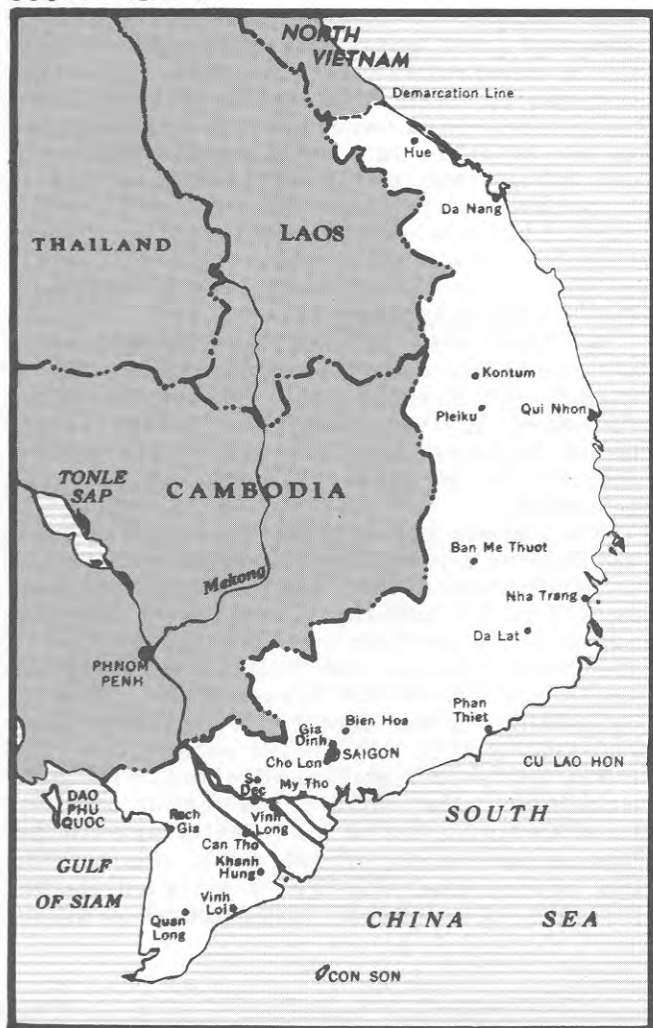 NORTH
VIETNAM
Demarcation Line
Hue
Da Nang
THAILAND
LAOS
Kontum
Pleiku
Qui Nhon
TONLE
SAP
CAMBODIA
Ban Me Thuot
Mekong
Nha Trang
Da Lat
PHNOM
PENH
Phan
Thiet
Bien Hoa
Gia
Dinh
SAIGON
Cho Lon
CU LAO HON
Sa
Dec
My Tho
DAO
PHU
QUOC
Rach
Gia
Vinh
Long
SOUTH
Can Tho
GULF
OF SIAM
Khanh
Hung
Vinh
Loi
Quan
Long
CHINA SEA
CON SON